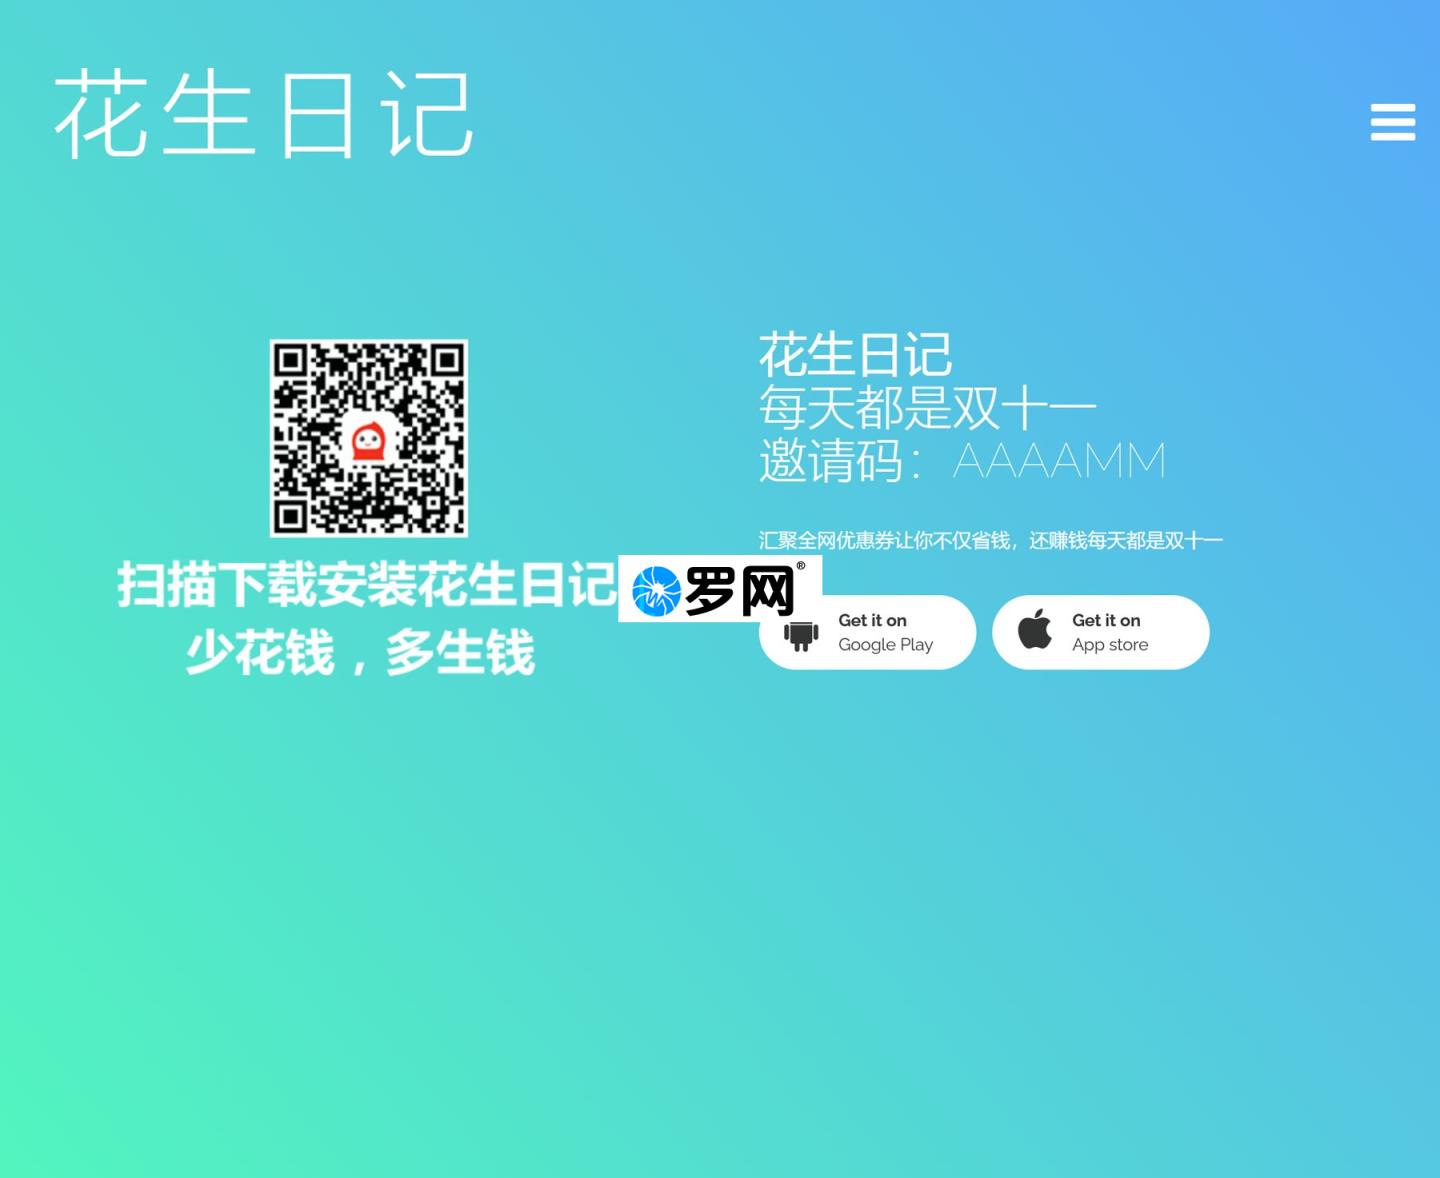 花生日记
扫描下载安装花生日记
少花钱，多生钱
花生日记
每天都是双十一
邀请码：AAAAMM
汇聚全网优惠券让你不仅省钱，还赚钱每天都是双十一
罗网®
Get it on
Google Play
Get it on
App store